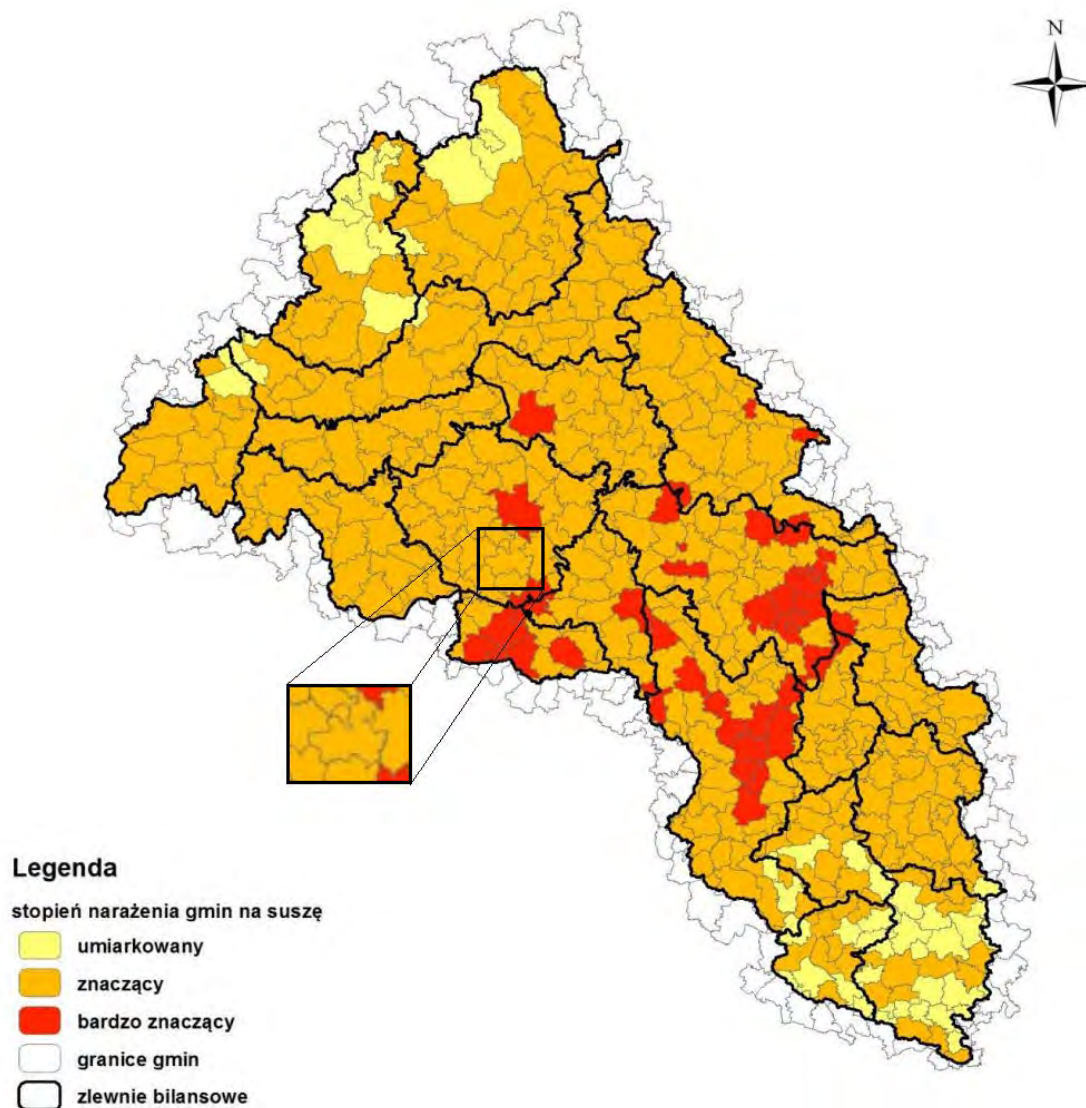 N
Legenda
stopień narażenia gmin na suszę
umiarkowany
znaczący
bardzo znaczący
granice gmin
zlewnie bilansowe